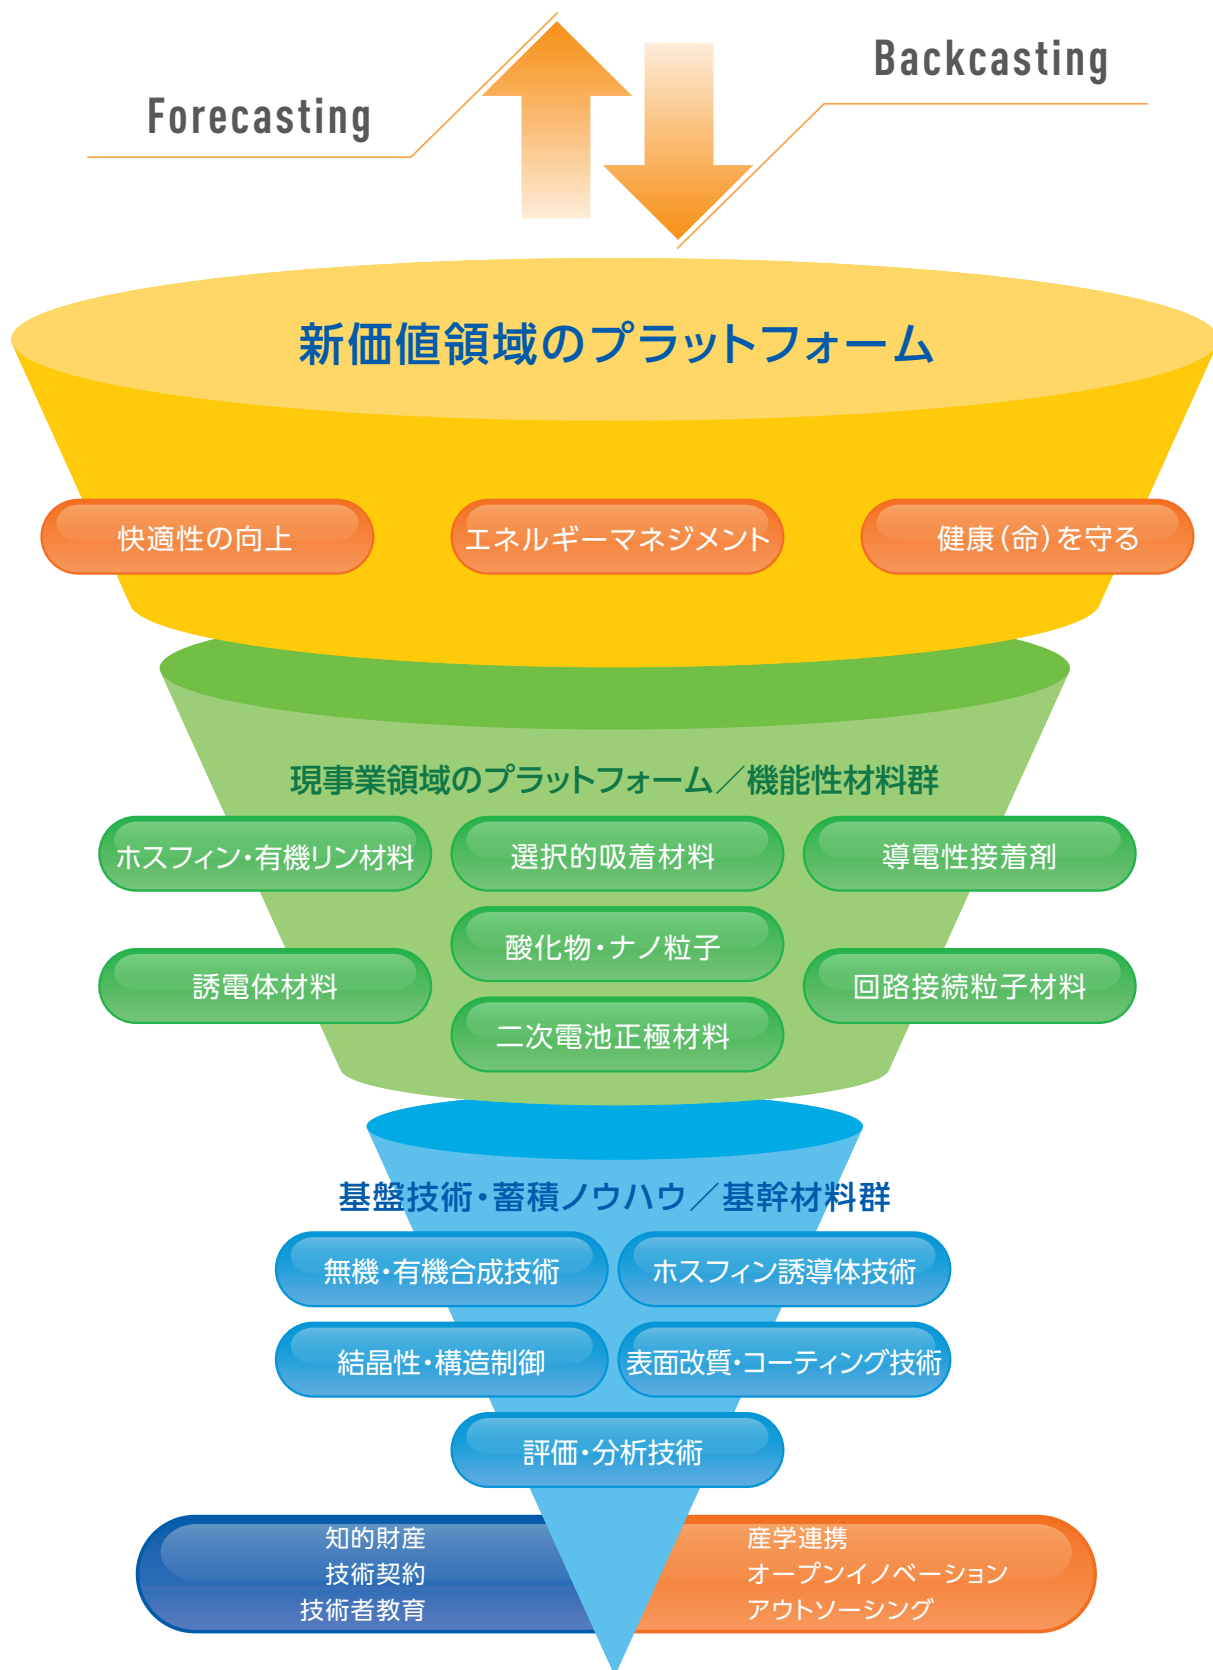 Forecasting
Backcasting
新価値領域のプラットフォーム
快適性の向上
エネルギーマネジメント
健康(命)を守る
現事業領域のプラットフォーム／機能性材料群
ホスフィン・有機リン材料
選択的吸着材料
導電性接着剤
酸化物・ナノ粒子
誘電体材料
回路接続粒子材料
二次電池正極材料
基盤技術・蓄積ノウハウ／基幹材料群
無機・有機合成技術
ホスフィン誘導体技術
結晶性・構造制御
表面改質・コーティング技術
評価・分析技術
知的財産
技術契約
技術者教育
産学連携
オープンイノベーション
アウトソーシング